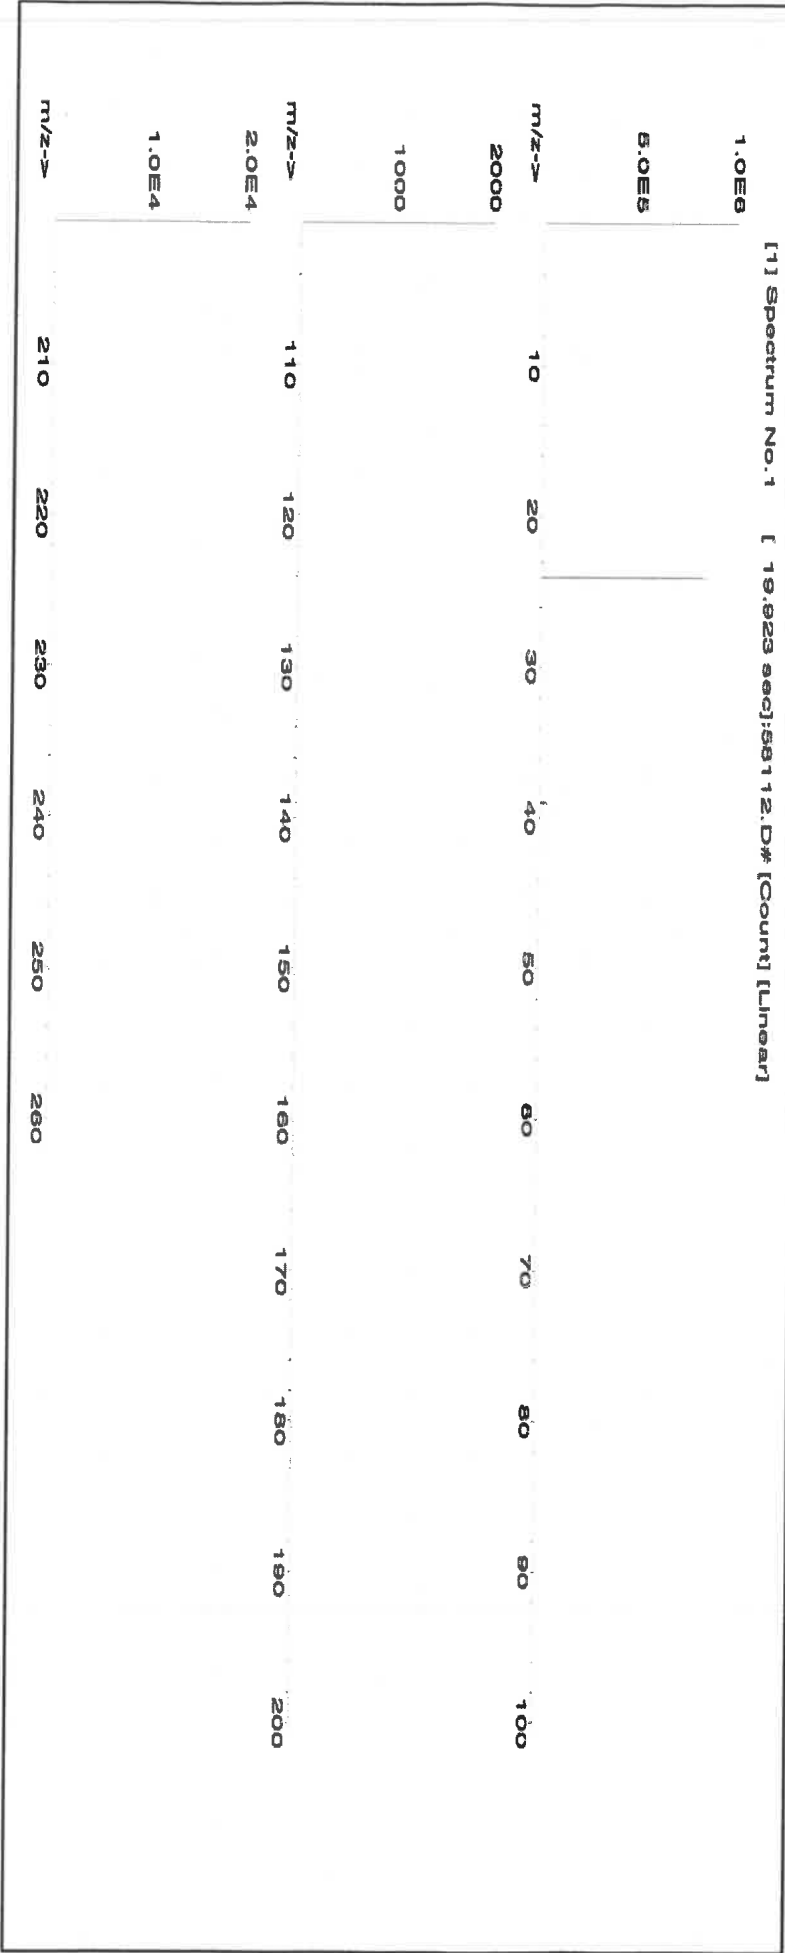 [1] Spectrum No.1 [ 19.923 sec]:58112.D# [Count] [Linear]
1.0E6
5.0E5
m/z-> 10 20 30 40 50 60 70 80 90 100
2000
1000
m/z-> 110 120 130 140 150 160 170 180 190 200
2.0E4
1.0E4
m/z-> 210 220 230 240 250 260